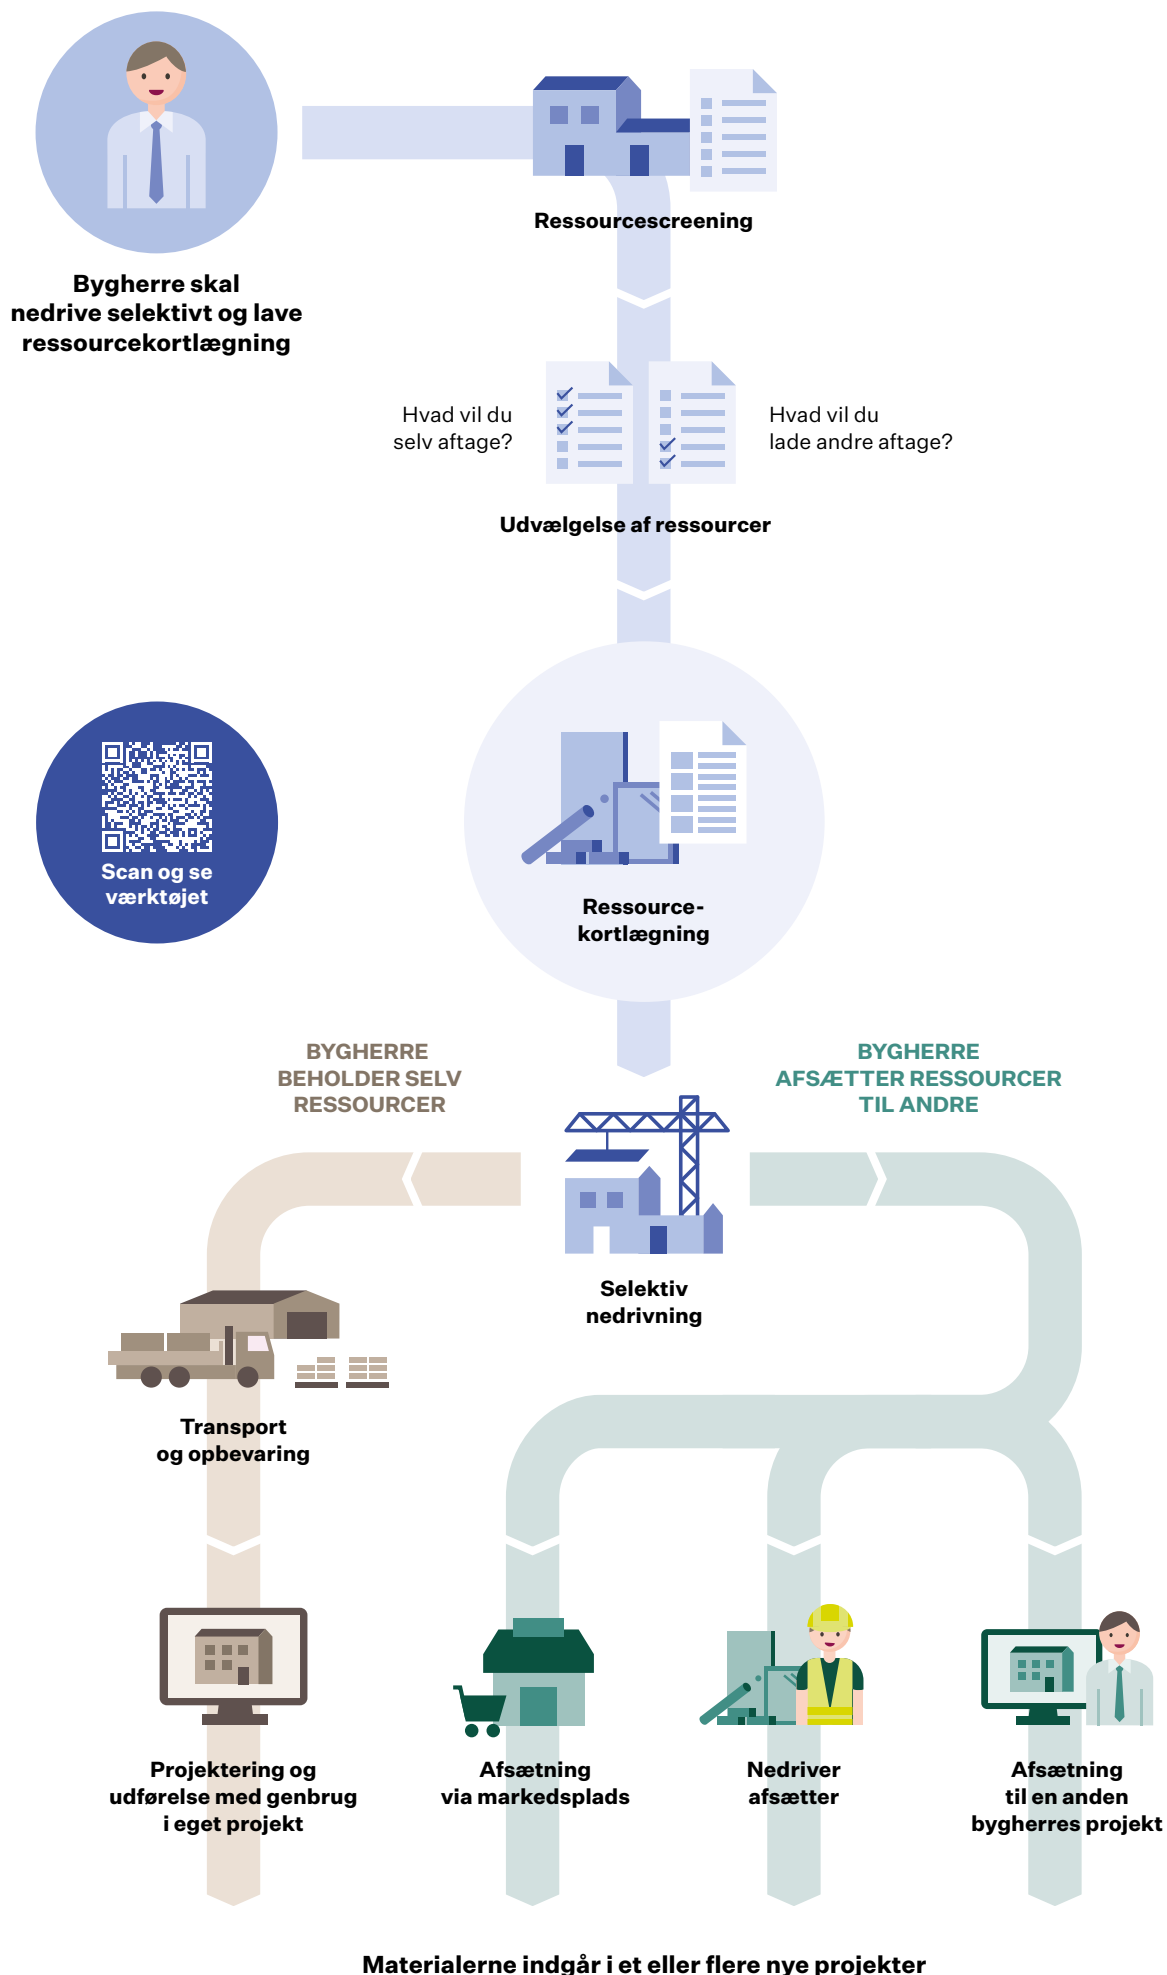 Ressourcescreening
Bygherre skal
nedrive selektivt og lave
ressourcekortlægning
Hvad vil du
selv aftage?
Hvad vil du
lade andre aftage?
Udvælgelse af ressourcer
Scan og se
værktøjet
Ressource-
kortlægning
BYGHERRE
BEHOLDER SELV
RESSOURCER
BYGHERRE
AFSÆTTER RESSOURCER
TIL ANDRE
Selektiv
nedrivning
Transport
og opbevaring
Projektering og
udførelse med genbrug
i eget projekt
Afsætning
via markedsplads
Nedriver
afsætter
Afsætning
til en anden
bygherres projekt
Materialerne indgår i et eller flere nye projekter